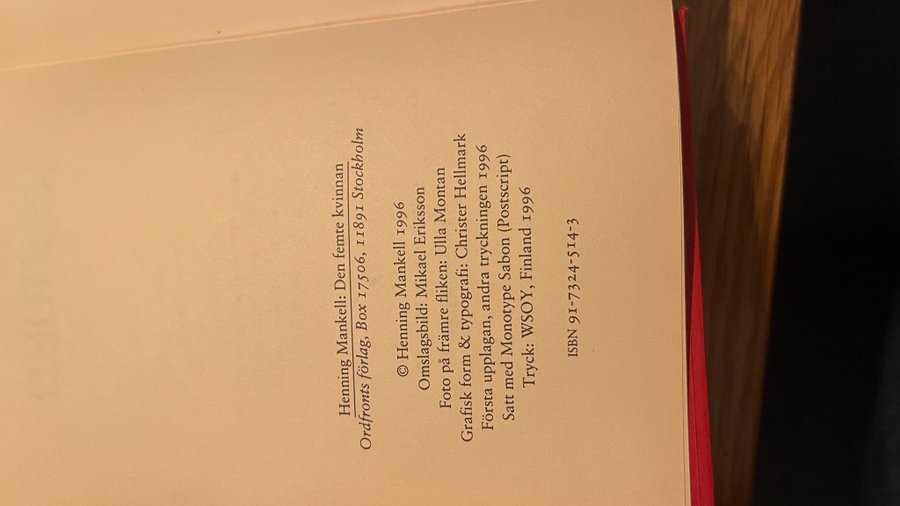 Henning Mankell: Den femte kvinnan
Ordfronts förlag, Box 17506, 11891 Stockholm
© Henning Mankell 1996
Omslagsbild: Mikael Eriksson
Foto på främre fliken: Ulla Montan
Grafisk form & typografi: Christer Hellmark
Första upplagan, andra tryckningen 1996
Satt med Monotype Sabon (Postscript)
Tryck: WSOY, Finland 1996
ISBN 91-7324-514-3